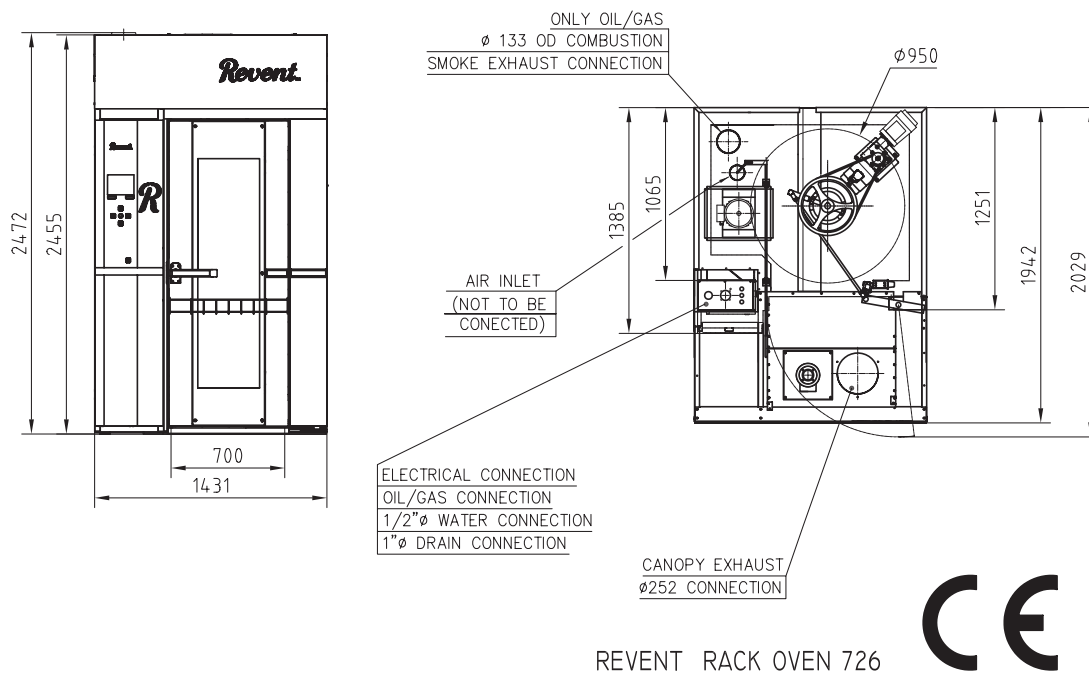 ONLY OIL/GAS
ø 133 OD COMBUSTION
SMOKE EXHAUST CONNECTION
ø950
Revent
Revent
R
2472
2455
700
1431
1385
1065
1251
1942
2029
AIR INLET
(NOT TO BE
CONECTED)
ELECTRICAL CONNECTION
OIL/GAS CONNECTION
1/2”ø WATER CONNECTION
1”ø DRAIN CONNECTION
CANOPY EXHAUST
ø252 CONNECTION
REVENT RACK OVEN 726
CE